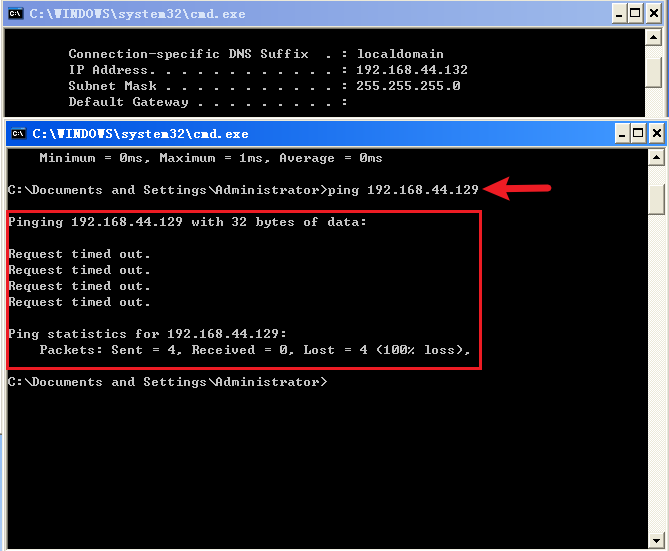 C:\WINDOWS\system32\cmd.exe
Connection-specific DNS Suffix  . : localdomain
IP Address. . . . . . . . . . . . : 192.168.44.132
Subnet Mask . . . . . . . . . . . : 255.255.255.0
Default Gateway . . . . . . . . . :
C:\WINDOWS\system32\cmd.exe
Minimum = 0ms, Maximum = 1ms, Average = 0ms
C:\Documents and Settings\Administrator>ping 192.168.44.129
Pinging 192.168.44.129 with 32 bytes of data:
Request timed out.
Request timed out.
Request timed out.
Request timed out.
Ping statistics for 192.168.44.129:
Packets: Sent = 4, Received = 0, Lost = 4 (100% loss),
C:\Documents and Settings\Administrator>